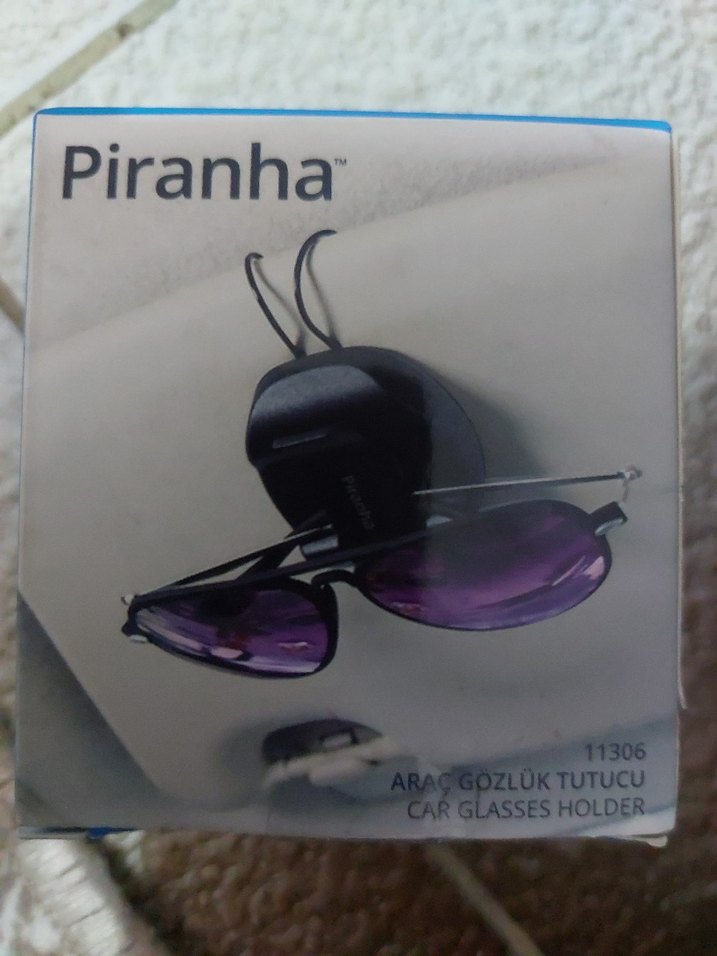 Piranha™
Piranha
11306
ARAÇ GÖZLÜK TUTUCU
CAR GLASSES HOLDER